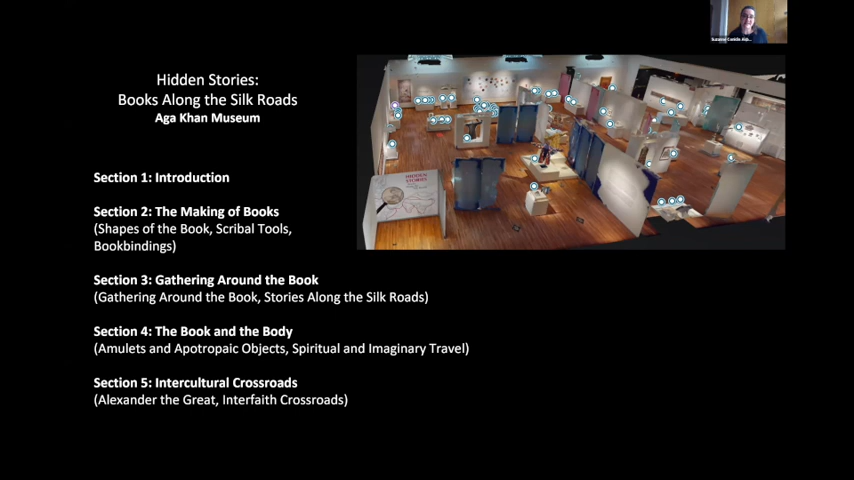 Hidden Stories:
Books Along the Silk Roads
Aga Khan Museum
Section 1: Introduction
Section 2: The Making of Books
(Shapes of the Book, Scribal Tools,
Bookbindings)
Section 3: Gathering Around the Book
(Gathering Around the Book, Stories Along the Silk Roads)
Section 4: The Book and the Body
(Amulets and Apotropaic Objects, Spiritual and Imaginary Travel)
Section 5: Intercultural Crossroads
(Alexander the Great, Interfaith Crossroads)
HIDDEN
STORIES